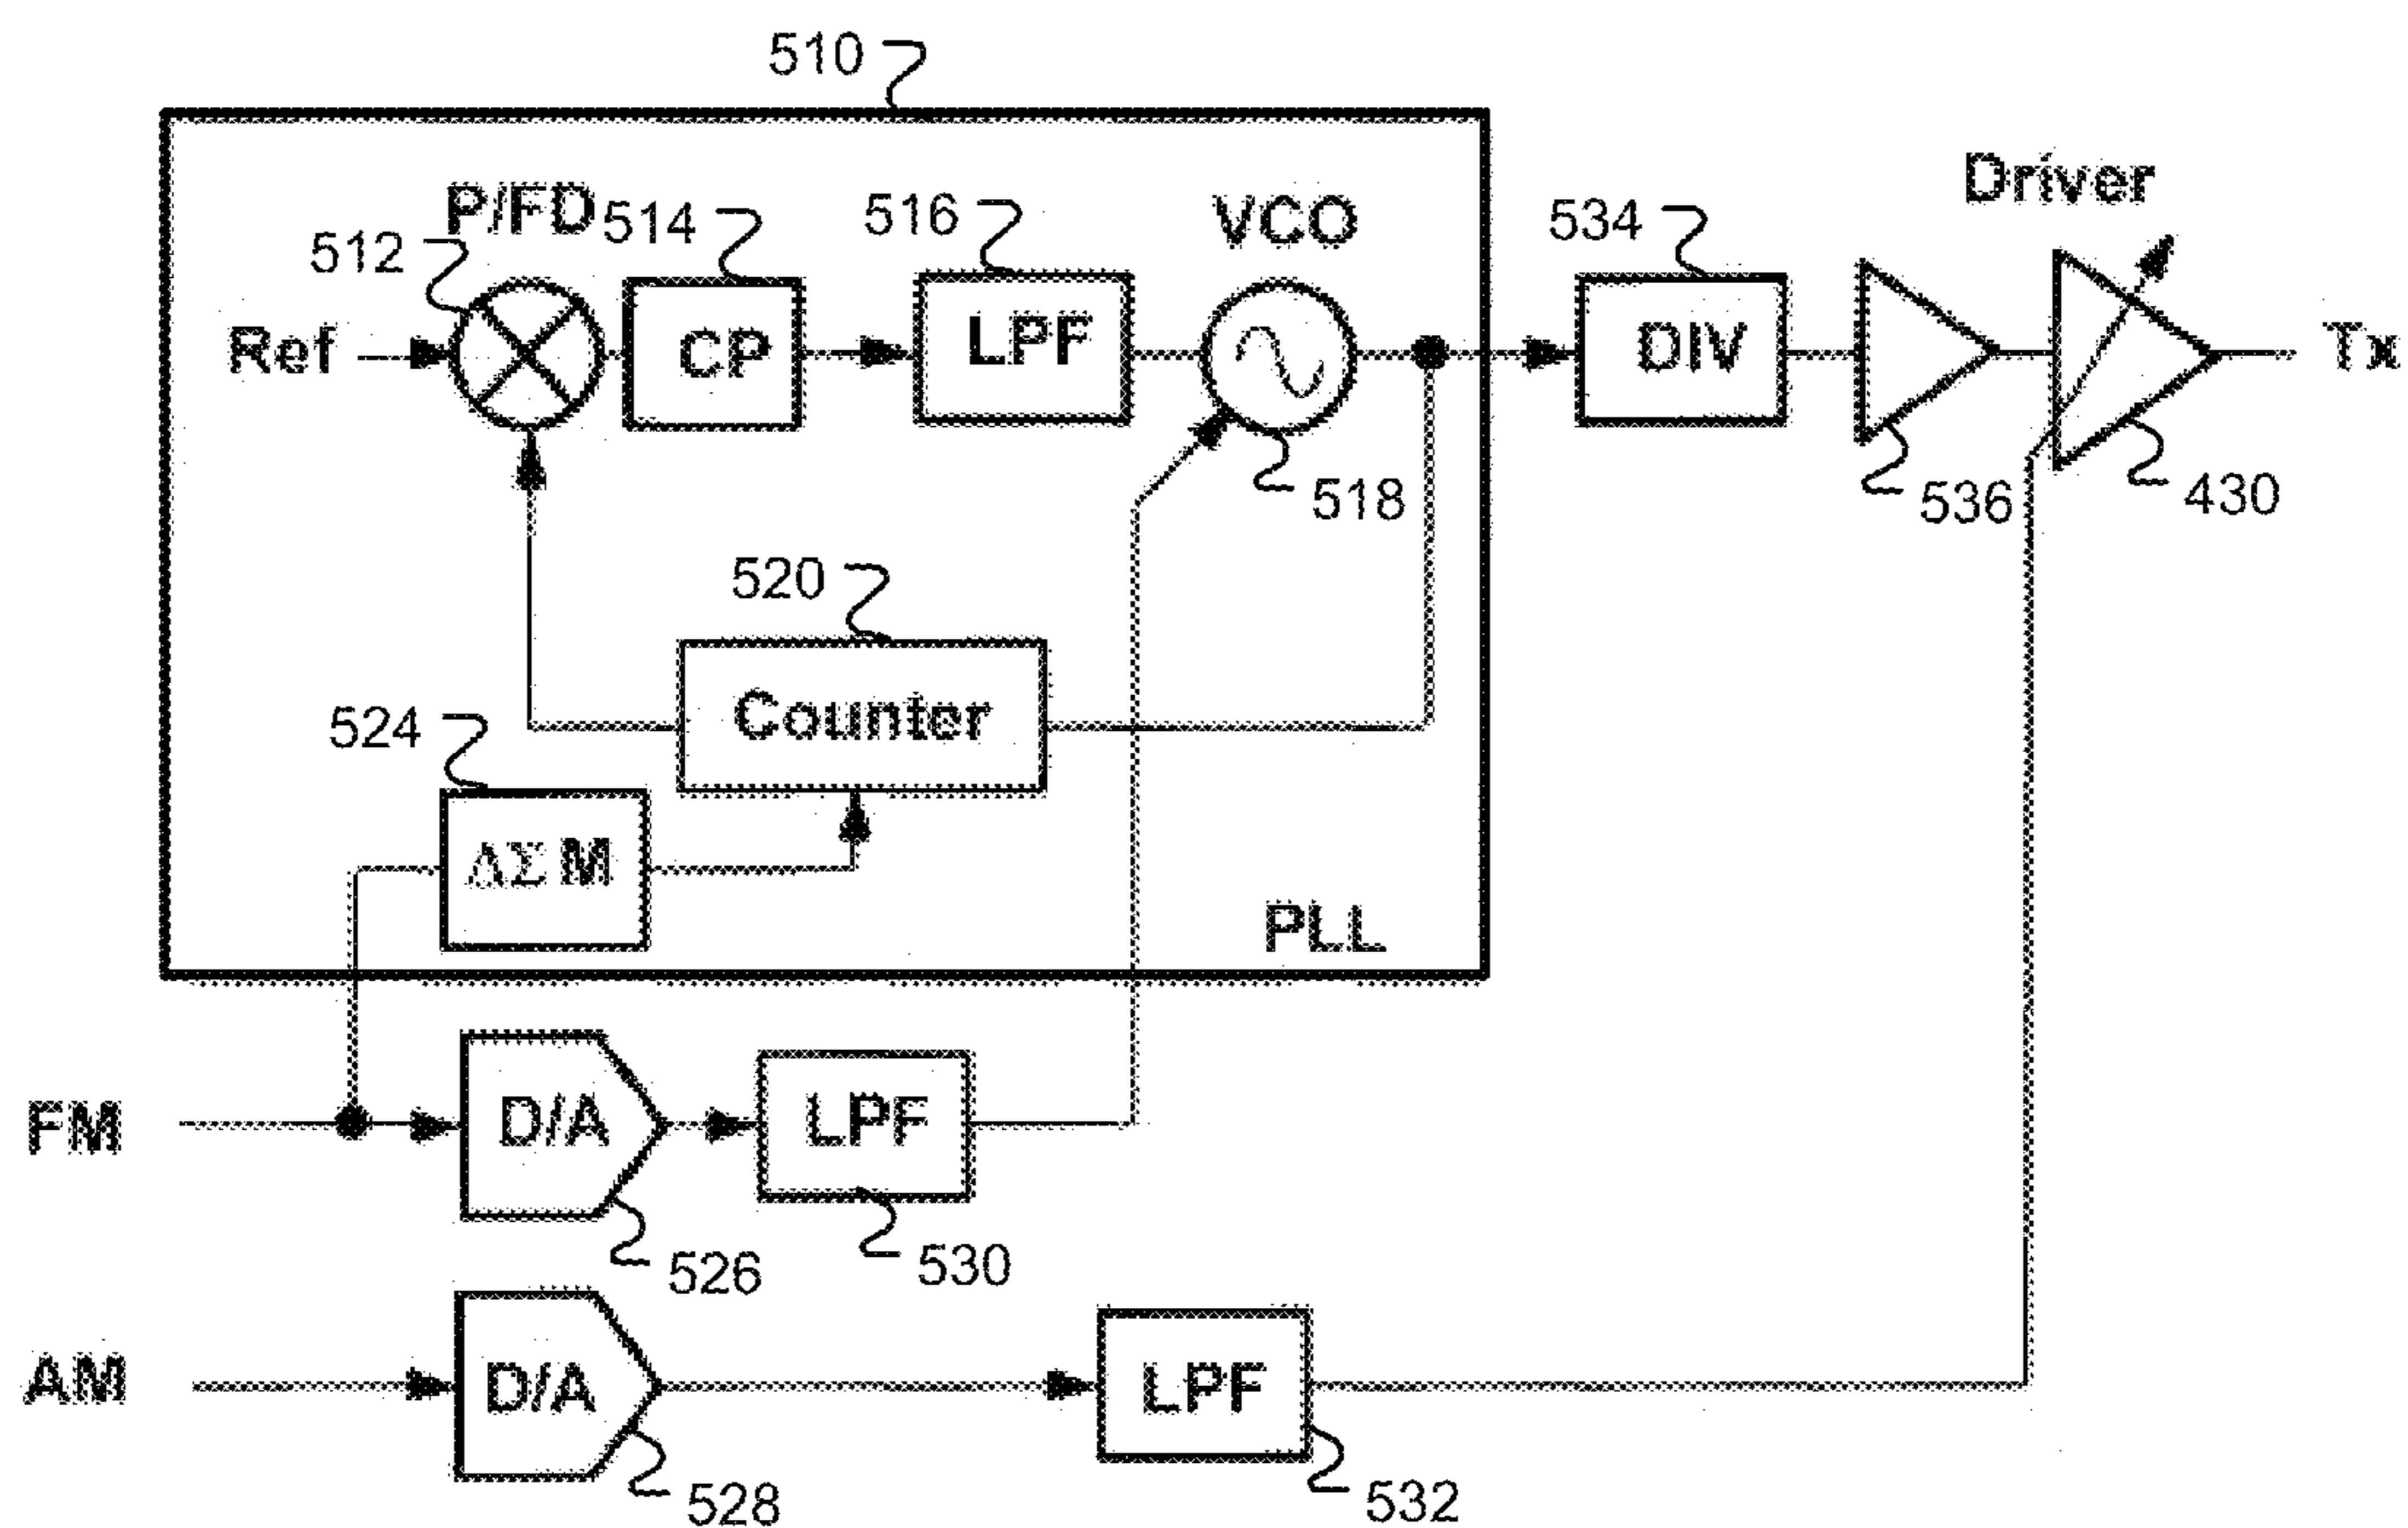 510
Driver
P/FD
514
516
VCO
534
512
Ref
CP
LPF
DIV
Tx
518
536
430
520
Counter
524
ΔΣ M
PLL
FM
D/A
LPF
526
530
AM
D/A
LPF
528
532